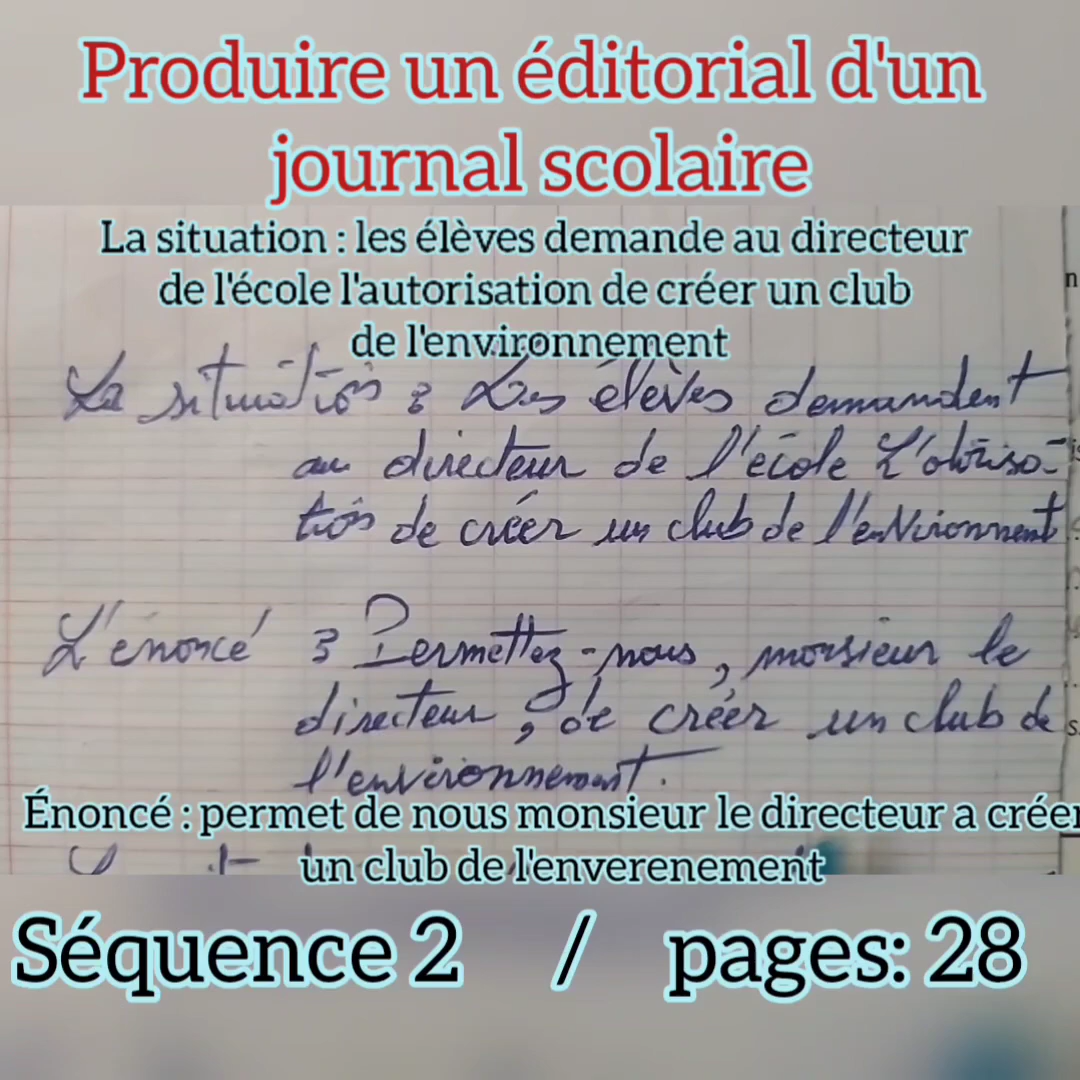 Produire un éditorial d'un
journal scolaire
La situation : les élèves demande au directeur
de l'école l'autorisation de créer un club
de l'environnement
La situation : Les élèves demandent
au directeur de l'école L'otorisa-
tion de créer un club de l'environnent
L'énoncé : Permettez-nous, monsieur le
directeur, de créer un club de
l'environnement.
Énoncé : permet de nous monsieur le directeur a créer
un club de l'enverenement
Séquence 2 / pages: 28